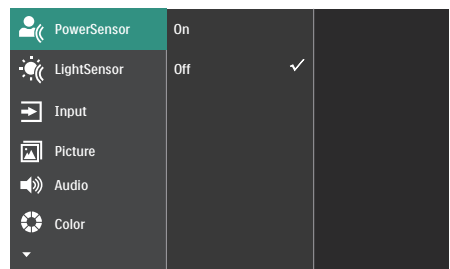 PowerSensor
On
LightSensor
Off
Input
Picture
Audio
Color